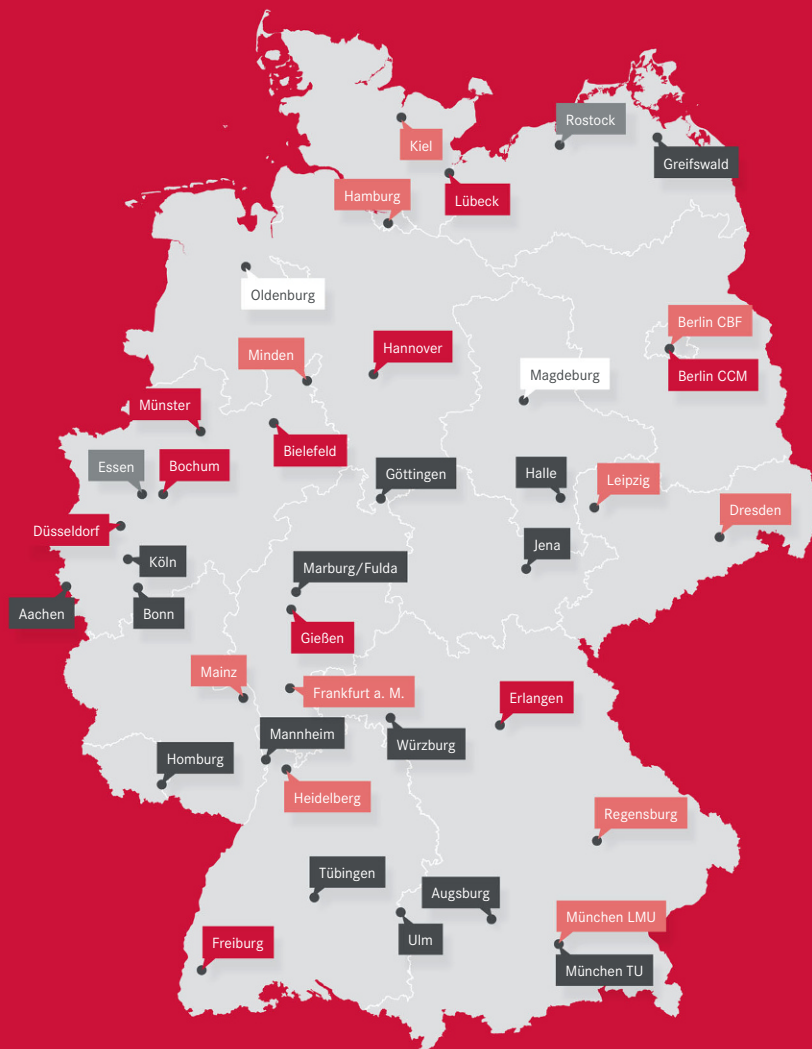 Rostock
Kiel
Greifswald
Hamburg
Lübeck
Oldenburg
Berlin CBF
Minden
Hannover
Magdeburg
Berlin CCM
Münster
Bielefeld
Essen
Bochum
Göttingen
Halle
Leipzig
Dresden
Düsseldorf
Köln
Marburg/Fulda
Jena
Aachen
Bonn
Gießen
Mainz
Frankfurt a. M.
Erlangen
Mannheim
Würzburg
Homburg
Heidelberg
Regensburg
Tübingen
Augsburg
München LMU
Freiburg
Ulm
München TU